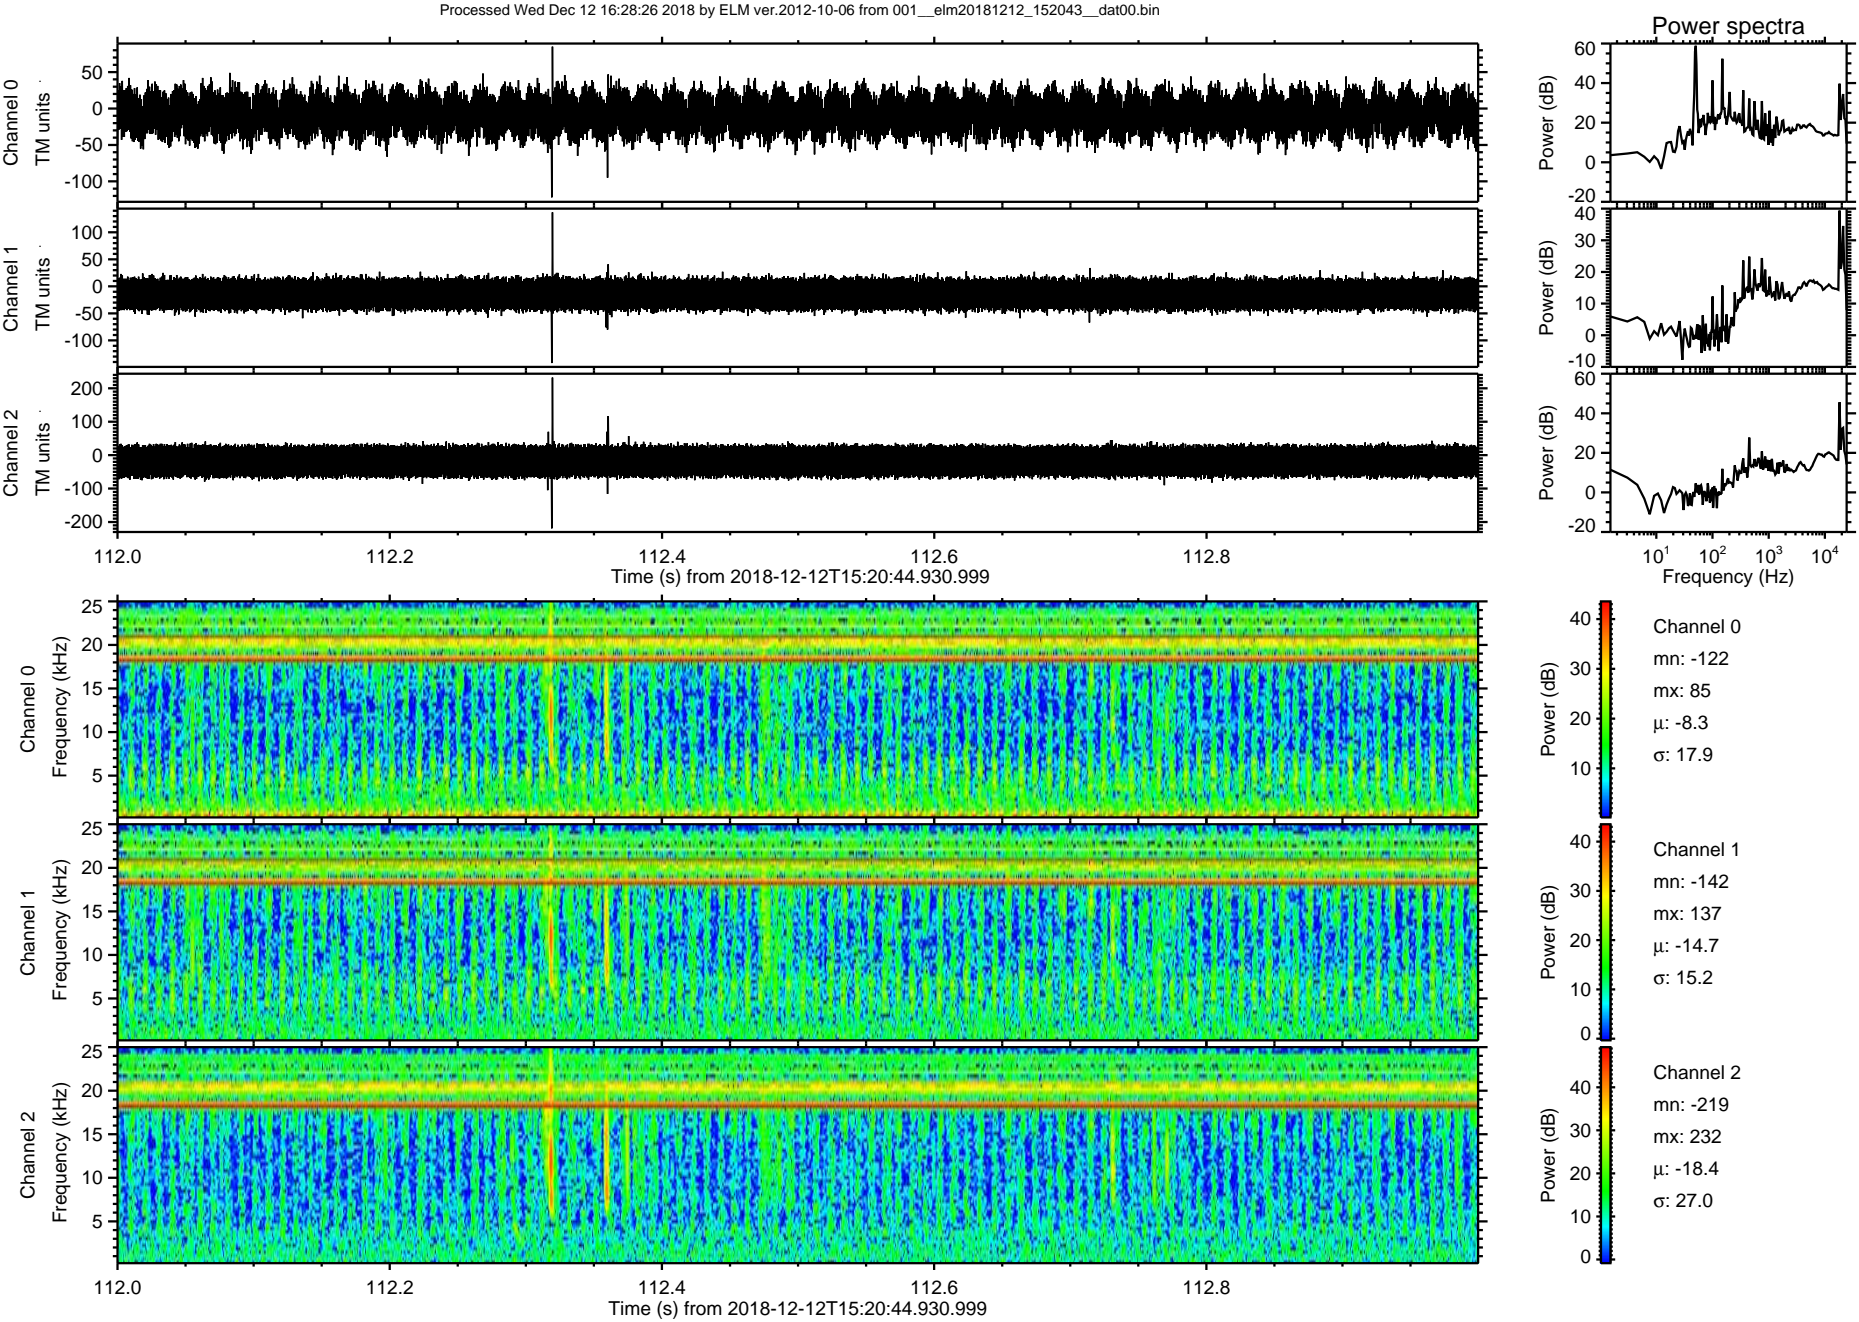 Processed Wed Dec 12 16:28:26 2018 by ELM ver.2012-10-06 from 001__elm20181212_152043__dat00.bin
Power spectra
Channel 0
TM units
50
0
-50
-100
Power (dB)
60
40
20
0
-20
Channel 1
TM units
100
50
0
-50
-100
Power (dB)
40
30
20
10
0
-10
Channel 2
TM units
200
100
0
-100
-200
Power (dB)
60
40
20
0
-20
112.0 112.2 112.4 112.6 112.8
Time (s) from 2018-12-12T15:20:44.930.999
10^1 10^2 10^3 10^4
Frequency (Hz)
Channel 0
Frequency (kHz)
25
20
15
10
5
Power (dB)
40
30
20
10
Channel 0
mn: -122
mx: 85
μ: -8.3
σ: 17.9
Channel 1
Frequency (kHz)
25
20
15
10
5
Power (dB)
40
30
20
10
0
Channel 1
mn: -142
mx: 137
μ: -14.7
σ: 15.2
Channel 2
Frequency (kHz)
25
20
15
10
5
Power (dB)
40
30
20
10
0
Channel 2
mn: -219
mx: 232
μ: -18.4
σ: 27.0
112.0 112.2 112.4 112.6 112.8
Time (s) from 2018-12-12T15:20:44.930.999